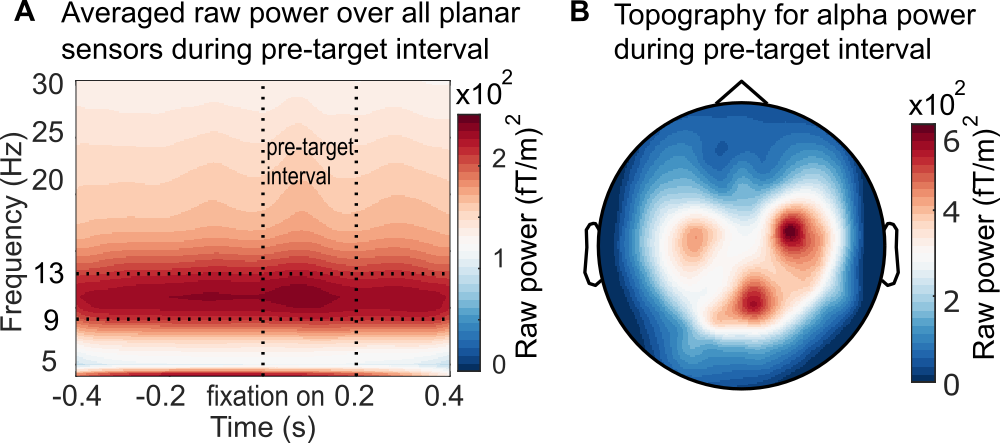 A Averaged raw power over all planar
sensors during pre-target interval
x10²
30
25
20
13
9
5
Frequency (Hz)
pre-target
interval
-0.4 -0.2 fixation on 0.2 0.4
Time (s)
2
1
0
Raw power (fT/m)²
B Topography for alpha power
during pre-target interval
x10²
6
4
2
0
Raw power (fT/m)²